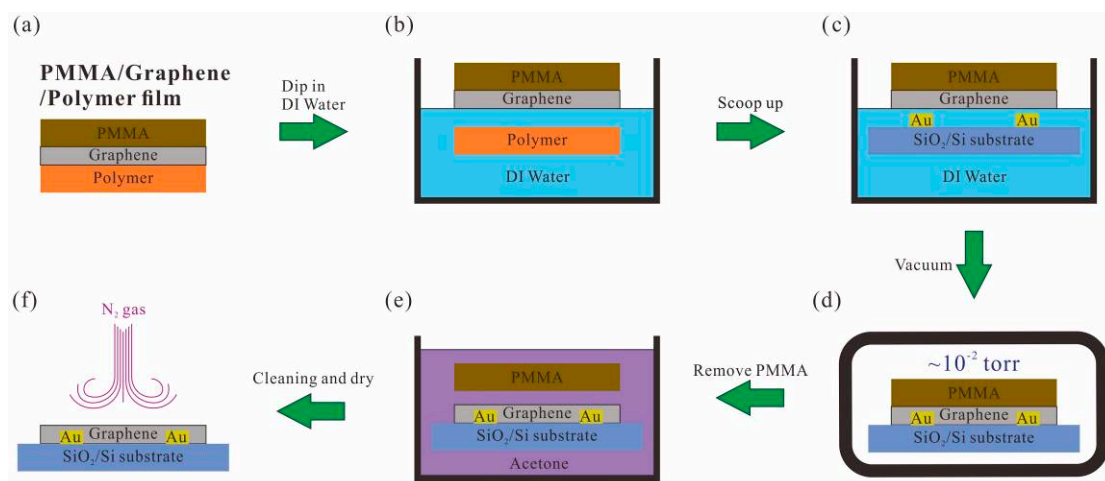 (a)
PMMA/Graphene
/Polymer film
PMMA
Graphene
Polymer
Dip in
DI Water
(b)
PMMA
Graphene
Polymer
DI Water
Scoop up
(c)
PMMA
Graphene
Au
Au
SiO₂/Si substrate
DI Water
Vacuum
(d)
~10⁻² torr
PMMA
Au Graphene Au
SiO₂/Si substrate
Remove PMMA
(e)
PMMA
Au Graphene Au
SiO₂/Si substrate
Acetone
Cleaning and dry
(f)
N₂ gas
Au Graphene Au
SiO₂/Si substrate